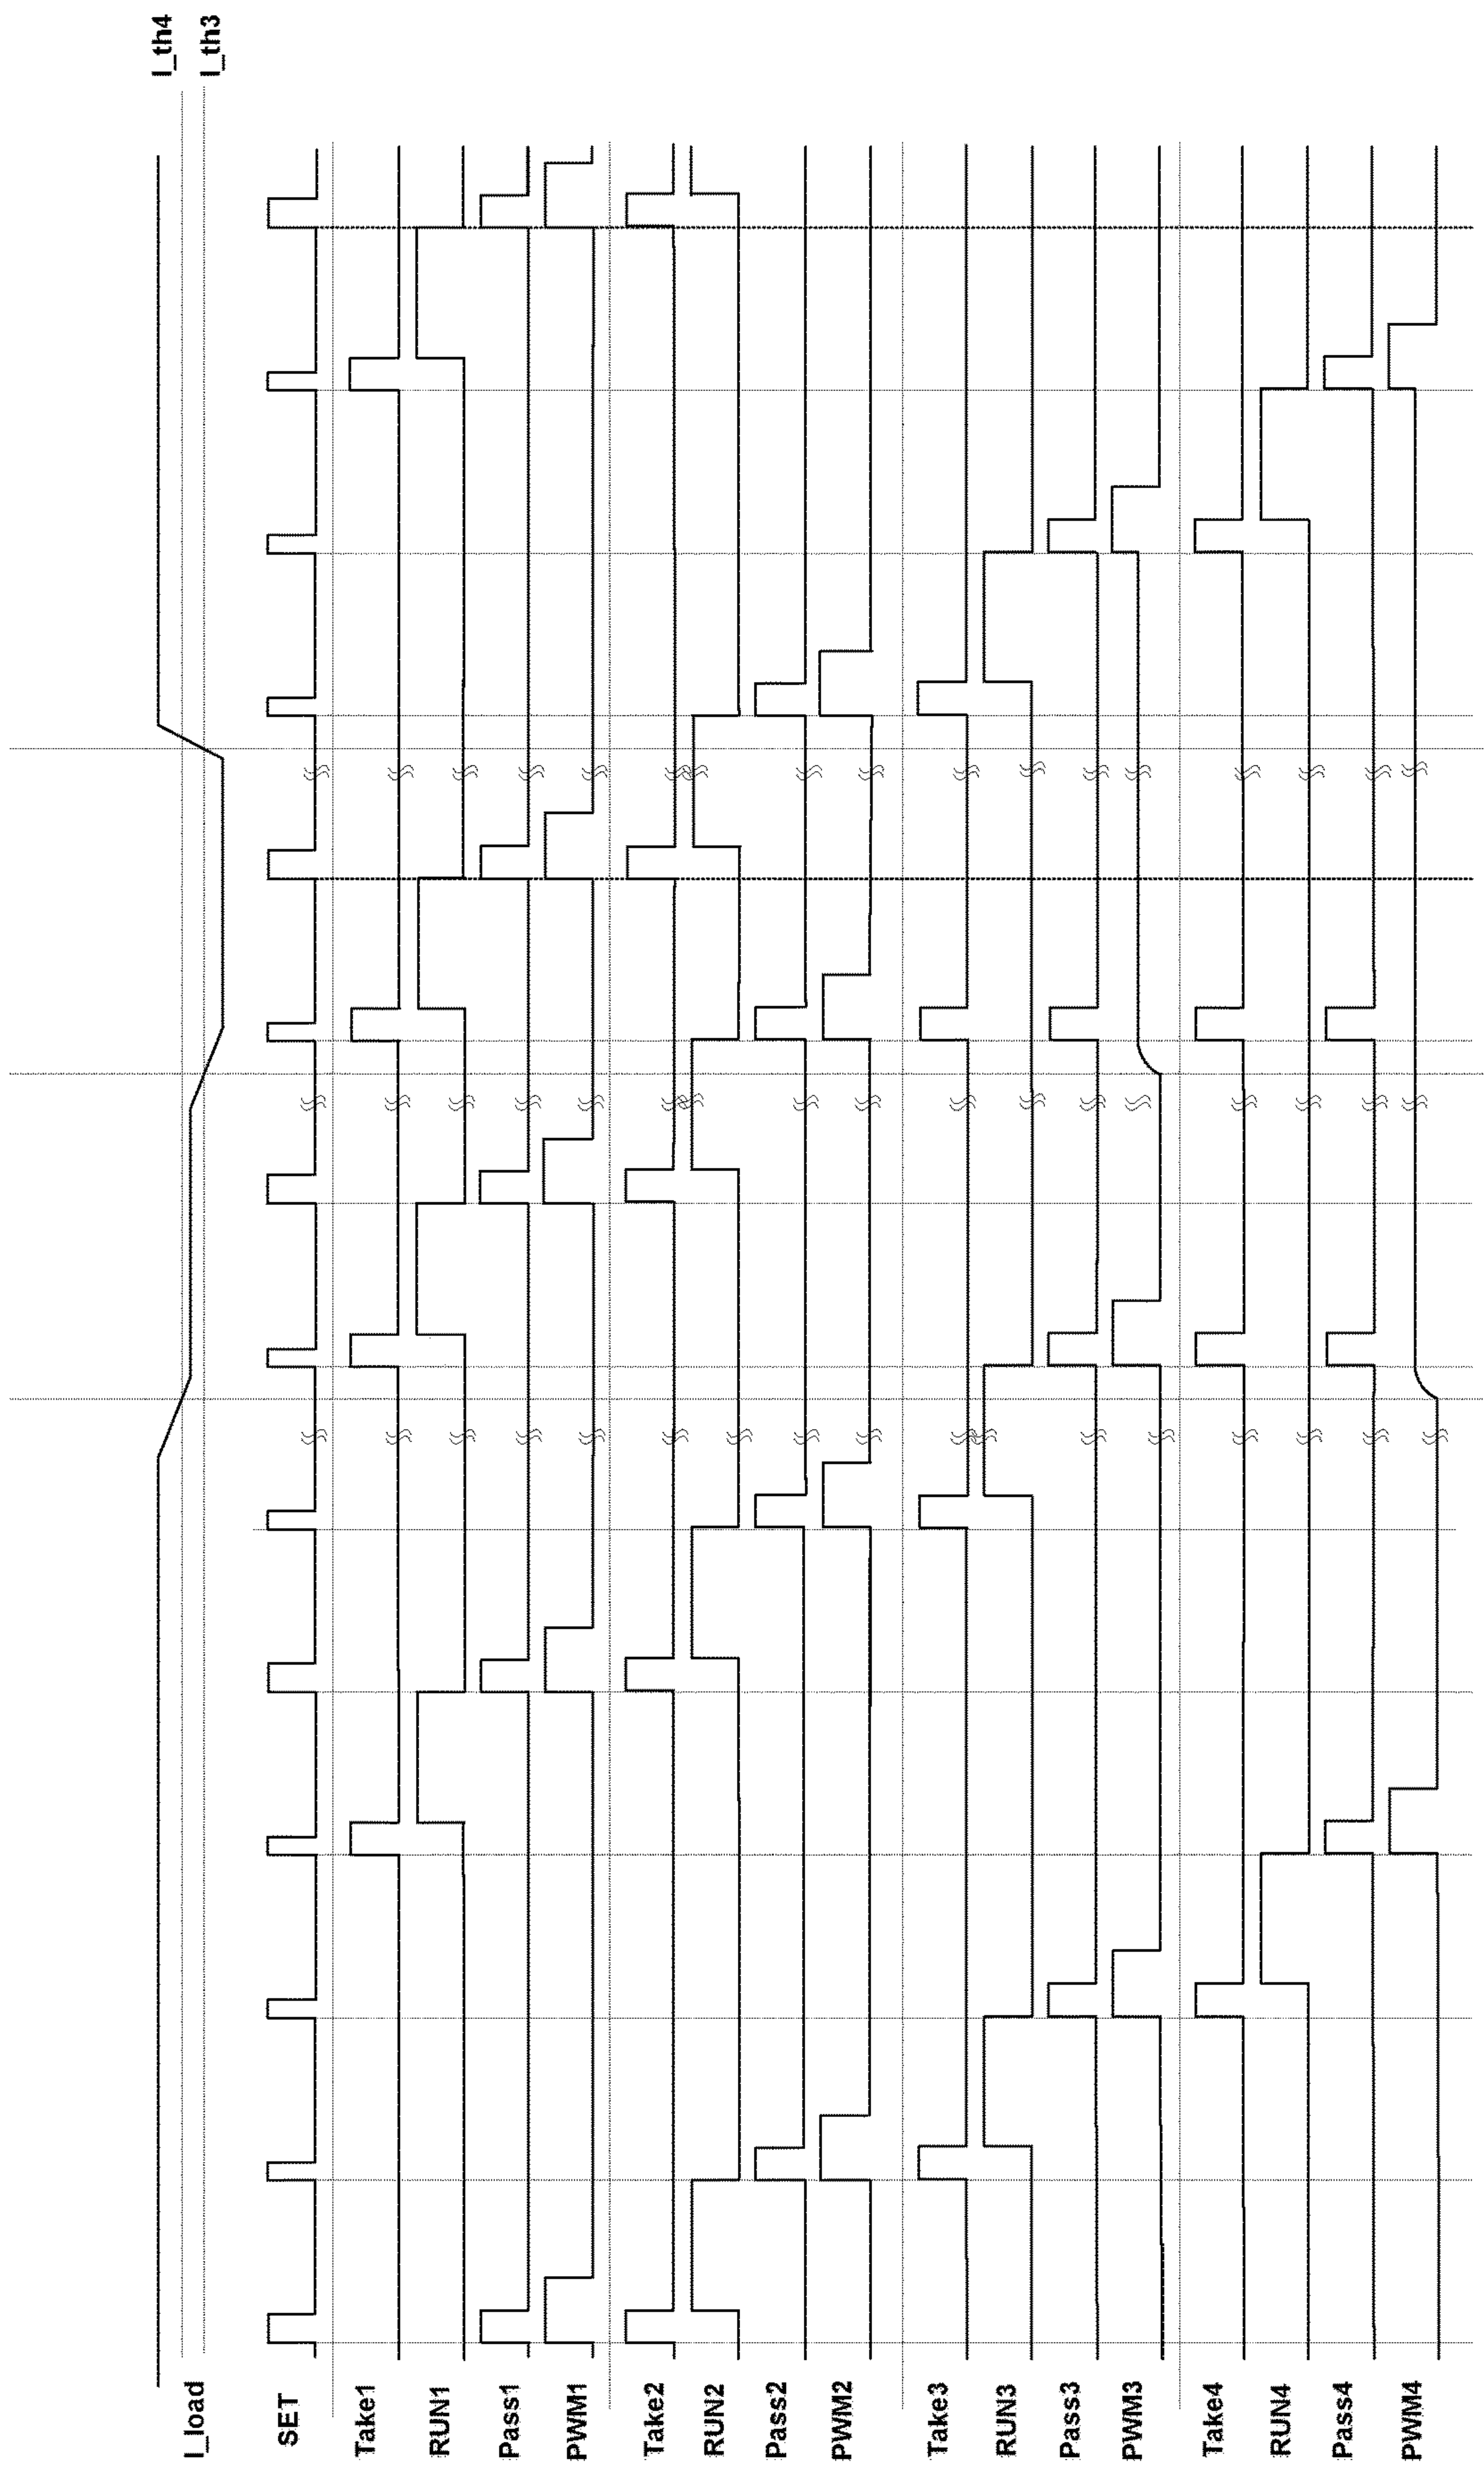 I_th4
I_th3
I_load
SET
Take1
RUN1
Pass1
PWM1
Take2
RUN2
Pass2
PWM2
Take3
RUN3
Pass3
PWM3
Take4
RUN4
Pass4
PWM4